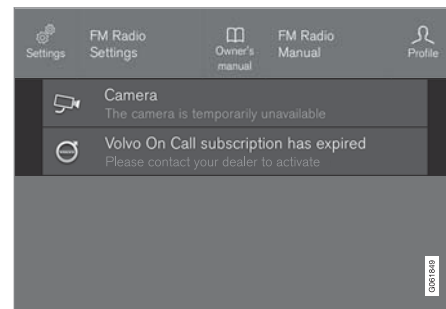 Settings
FM Radio
Settings
Owner's
manual
FM Radio
Manual
Profile
Camera
The camera is temporarily unavailable
Volvo On Call subscription has expired
Please contact your dealer to activate
G061849